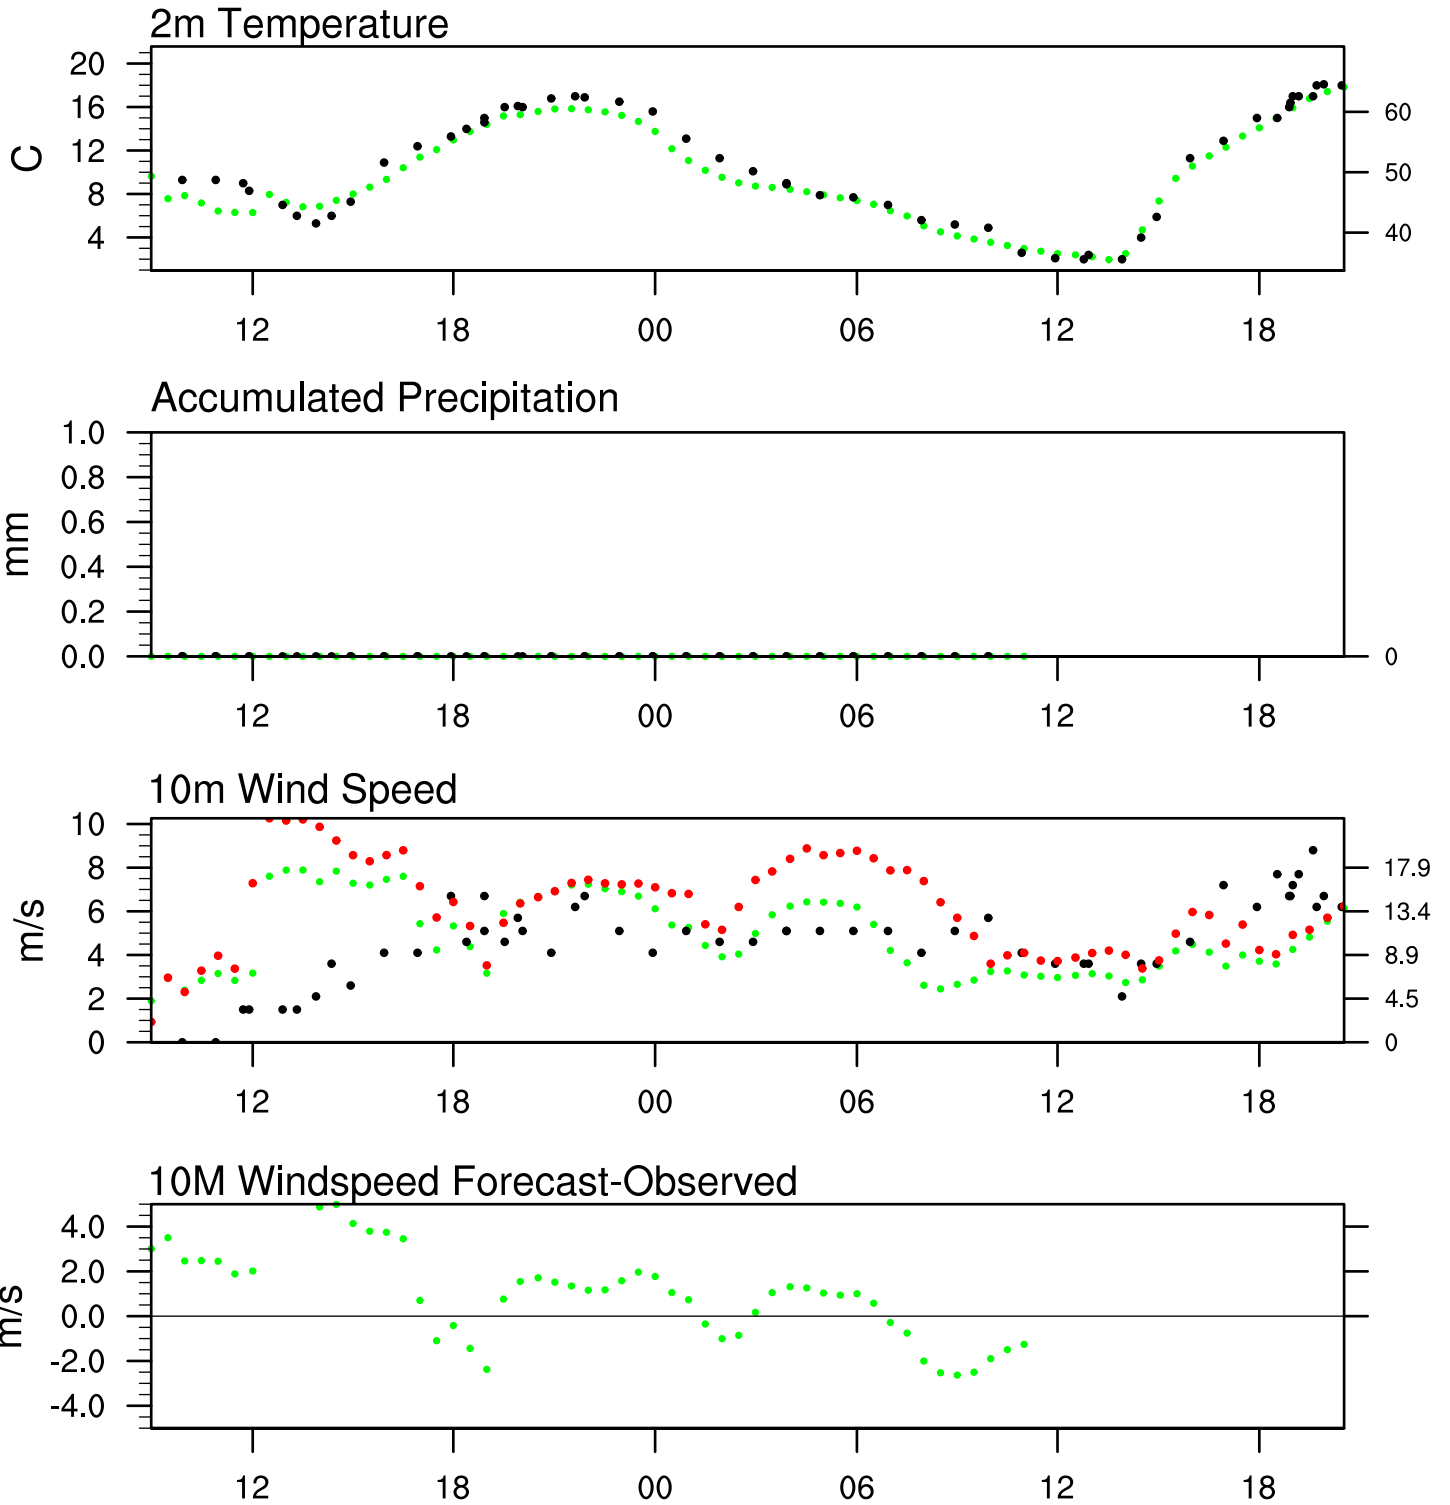 2m Temperature
20
16
12
8
4
C
60
50
40
12 18 00 06 12 18
Accumulated Precipitation
1.0
0.8
0.6
0.4
0.2
0.0
mm
0
12 18 00 06 12 18
10m Wind Speed
10
8
6
4
2
0
m/s
17.9
13.4
8.9
4.5
0
12 18 00 06 12 18
10M Windspeed Forecast-Observed
4.0
2.0
0.0
-2.0
-4.0
m/s
12 18 00 06 12 18